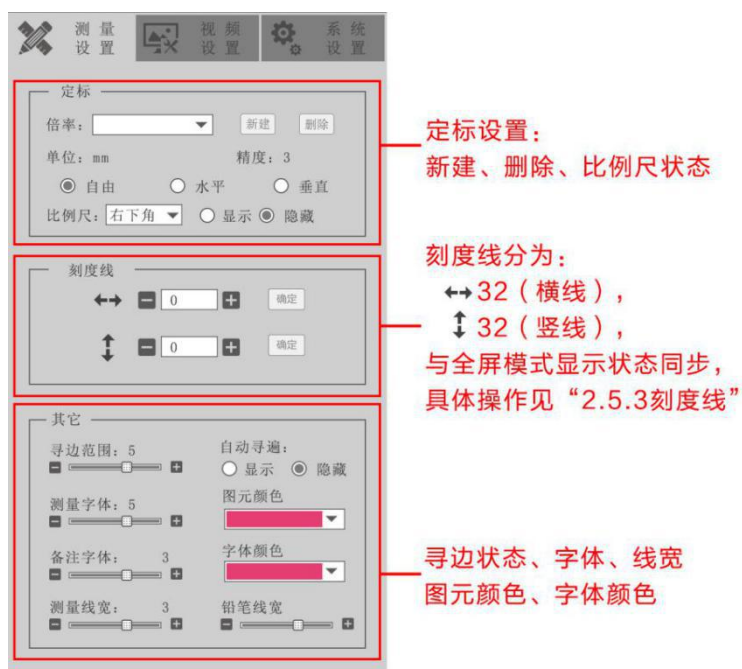 测量设置
视频设置
系统设置
定标
倍率：
新建
删除
单位：mm
精度：3
自由
水平
垂直
比例尺：
右下角
显示
隐藏
定标设置：
新建、删除、比例尺状态
刻度线
0
确定
0
确定
刻度线分为：
32（横线），
32（竖线），
与全屏模式显示状态同步，
具体操作见“2.5.3刻度线”
其它
寻边范围：5
自动寻遍：
显示
隐藏
测量字体：5
图元颜色
备注字体： 3
字体颜色
测量线宽： 3
铅笔线宽
寻边状态、字体、线宽
图元颜色、字体颜色